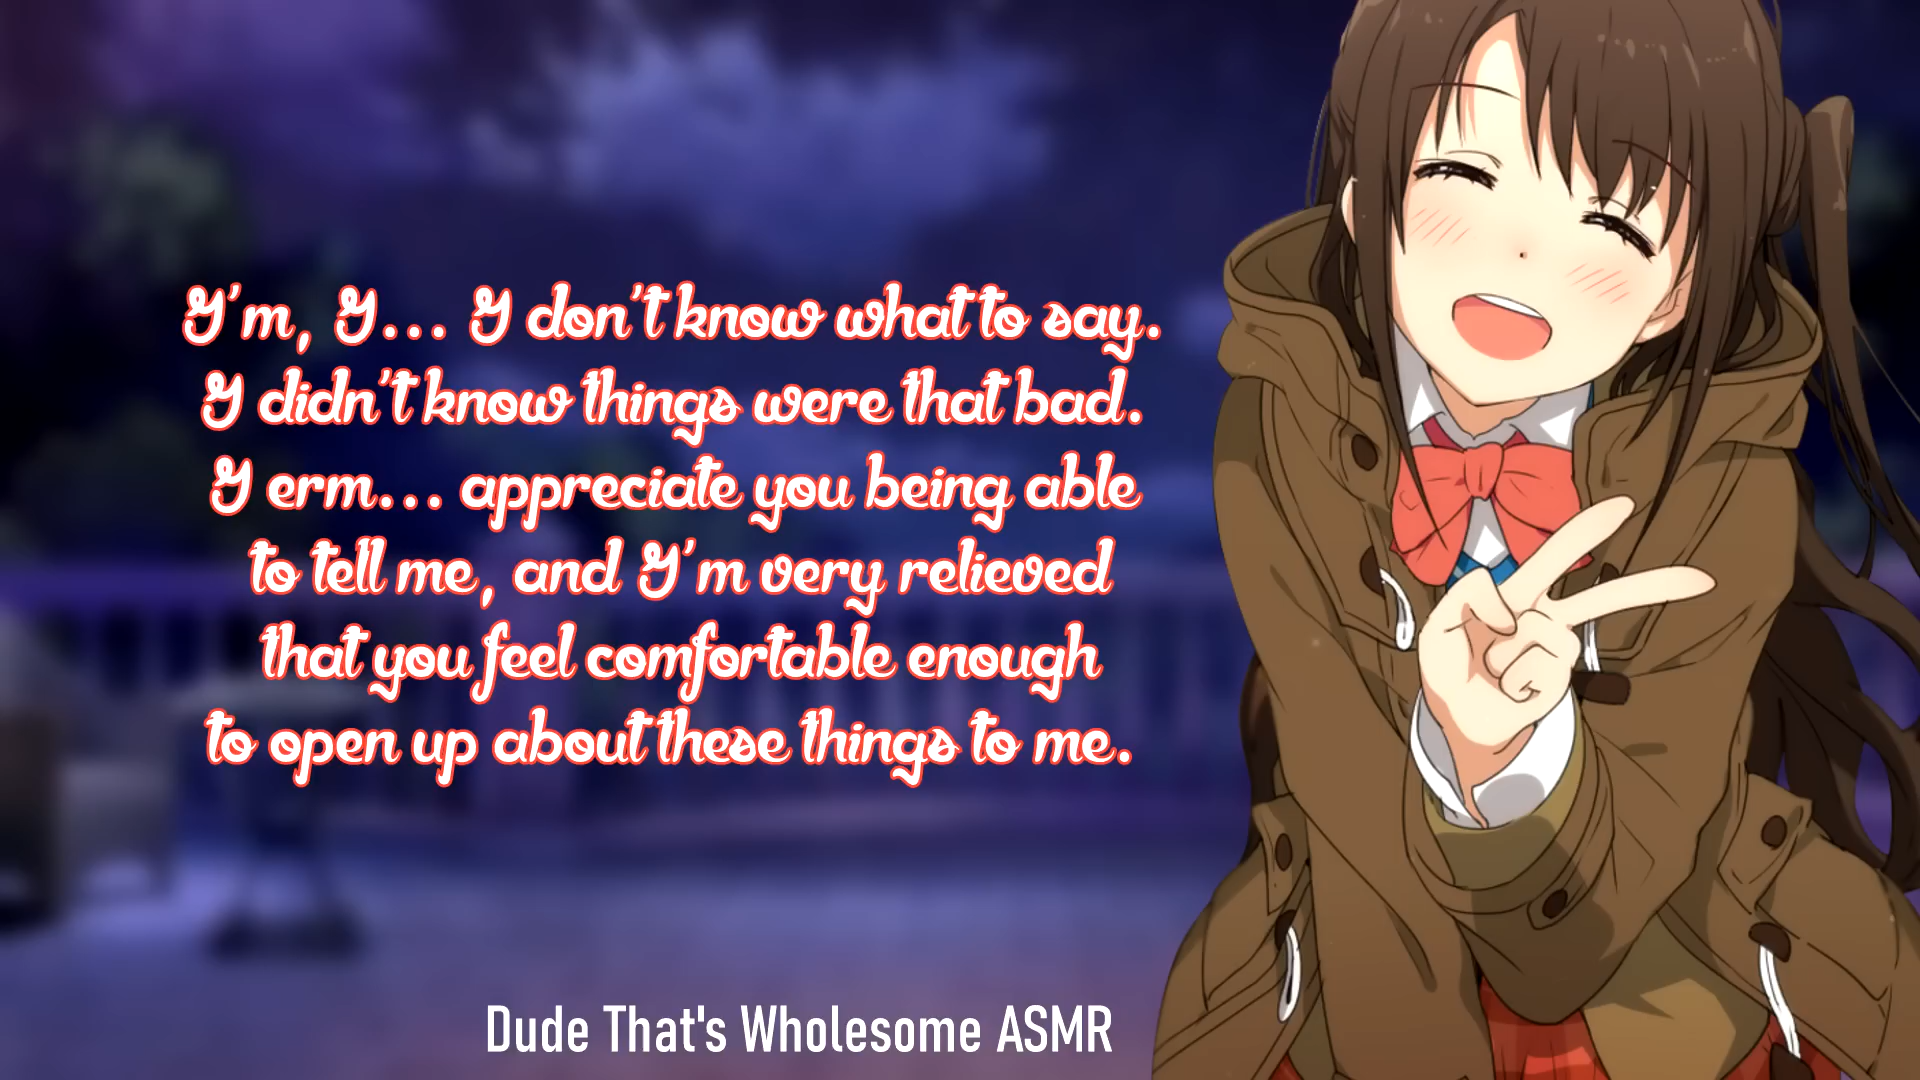 I'm, I... I don't know what to say.
I didn't know things were that bad.
I erm... appreciate you being able
to tell me, and I'm very relieved
that you feel comfortable enough
to open up about these things to me.
Dude That's Wholesome ASMR